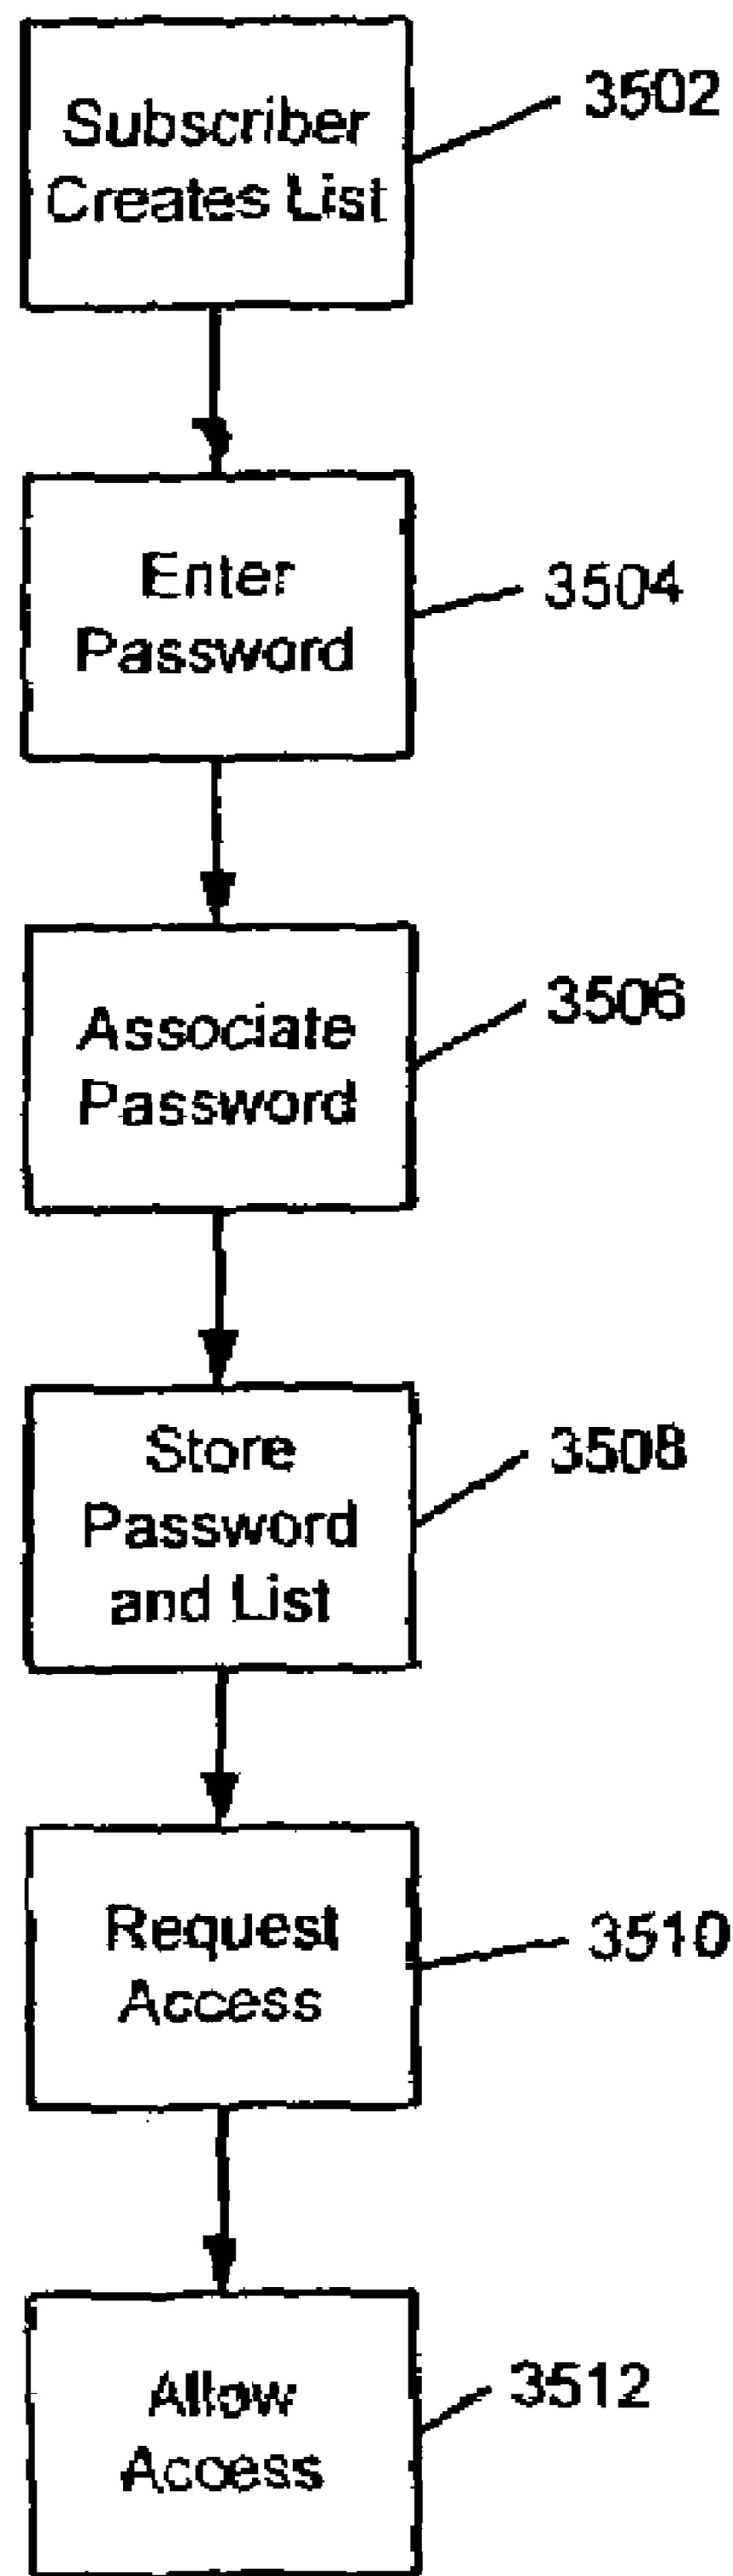 Subscriber
Creates List
3502
Enter
Password
3504
Associate
Password
3506
Store
Password
and List
3508
Request
Access
3510
Allow
Access
3512